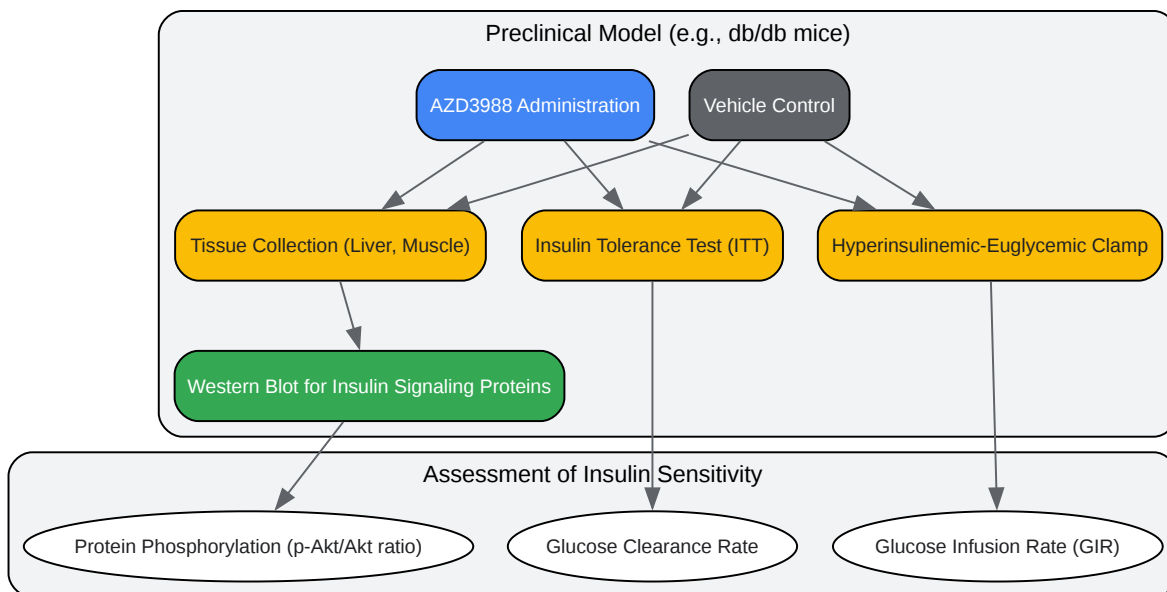 Preclinical Model (e.g., db/db mice)
AZD3988 Administration
Vehicle Control
Tissue Collection (Liver, Muscle)
Insulin Tolerance Test (ITT)
Hyperinsulinemic-Euglycemic Clamp
Western Blot for Insulin Signaling Proteins
Assessment of Insulin Sensitivity
Protein Phosphorylation (p-Akt/Akt ratio)
Glucose Clearance Rate
Glucose Infusion Rate (GIR)